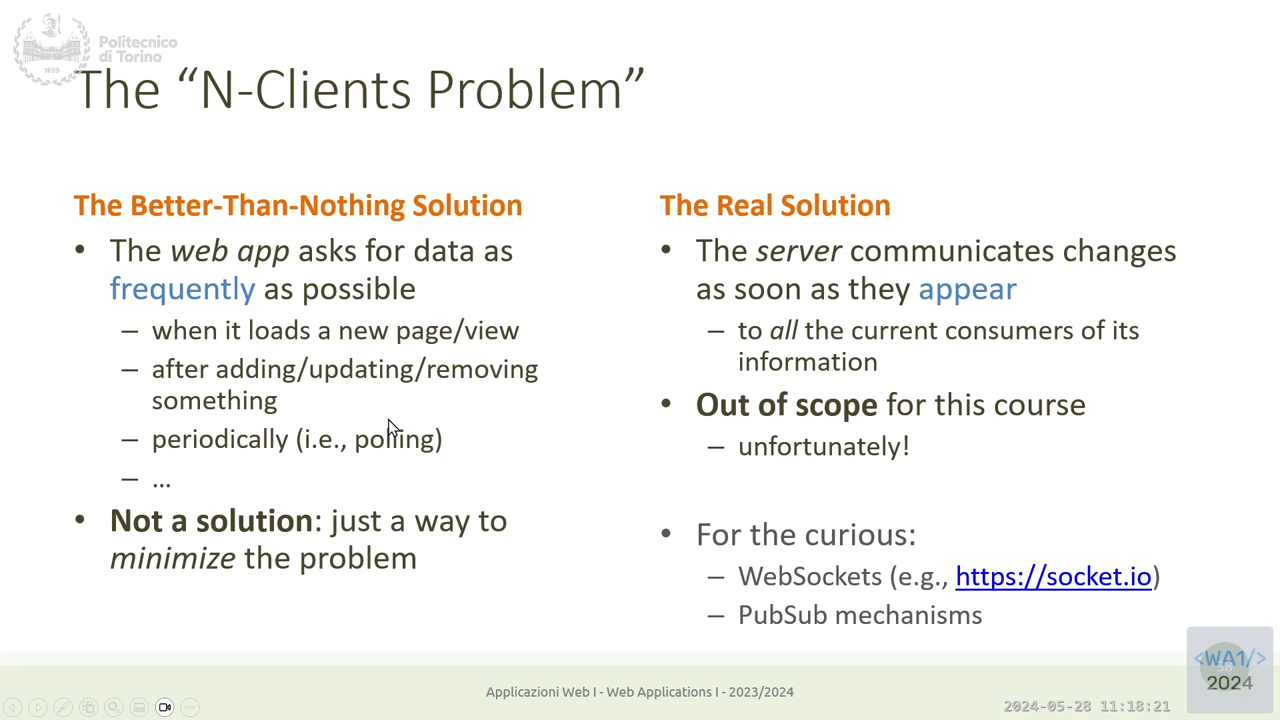 Politecnico
di Torino
1859
The “N-Clients Problem”
The Better-Than-Nothing Solution
• The web app asks for data as
frequently as possible
– when it loads a new page/view
– after adding/updating/removing
something
– periodically (i.e., polling)
– …
• Not a solution: just a way to
minimize the problem
The Real Solution
• The server communicates changes
as soon as they appear
– to all the current consumers of its
information
• Out of scope for this course
– unfortunately!
• For the curious:
– WebSockets (e.g., https://socket.io)
– PubSub mechanisms
Applicazioni Web I - Web Applications I - 2023/2024
<WA1/>
2024
2024-05-28 11:18:21